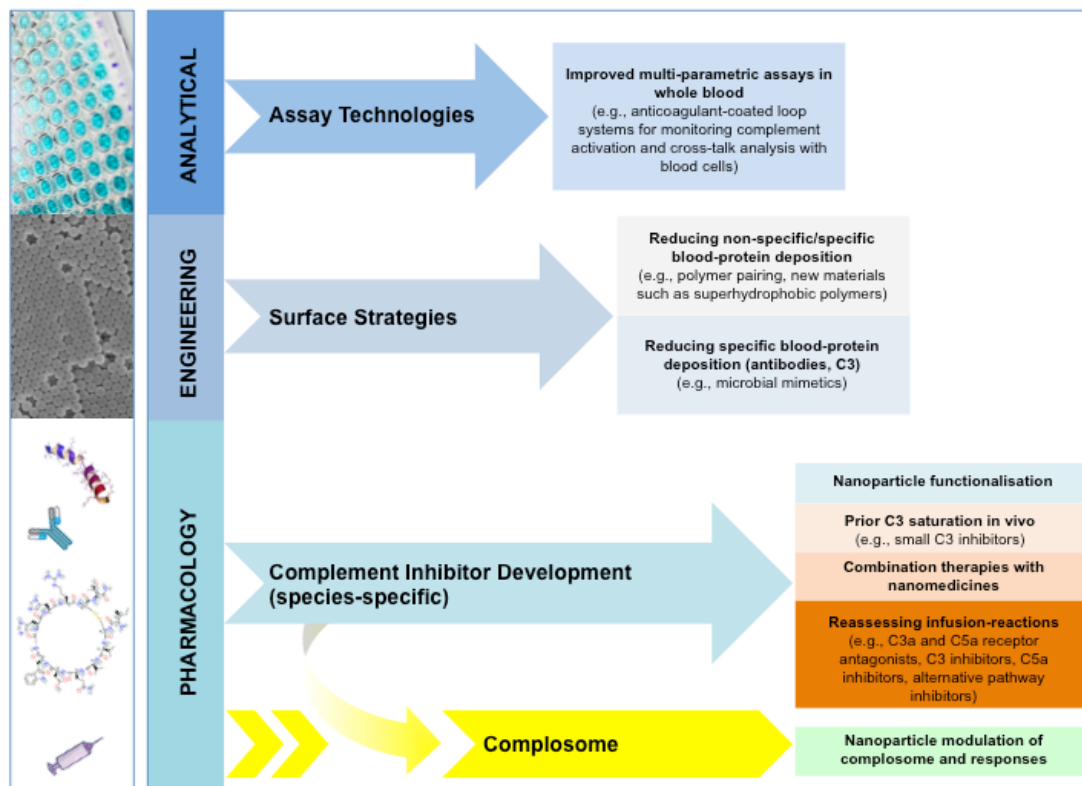 ANALYTICAL
Assay Technologies
Improved multi-parametric assays in
whole blood
(e.g., anticoagulant-coated loop
systems for monitoring complement
activation and cross-talk analysis with
blood cells)
ENGINEERING
Surface Strategies
Reducing non-specific/specific
blood-protein deposition
(e.g., polymer pairing, new materials
such as superhydrophobic polymers)
Reducing specific blood-protein
deposition (antibodies, C3)
(e.g., microbial mimetics)
PHARMACOLOGY
Complement Inhibitor Development
(species-specific)
Nanoparticle functionalisation
Prior C3 saturation in vivo
(e.g., small C3 inhibitors)
Combination therapies with
nanomedicines
Reassessing infusion-reactions
(e.g., C3a and C5a receptor
antagonists, C3 inhibitors, C5a
inhibitors, alternative pathway
inhibitors)
Complosome
Nanoparticle modulation of
complosome and responses